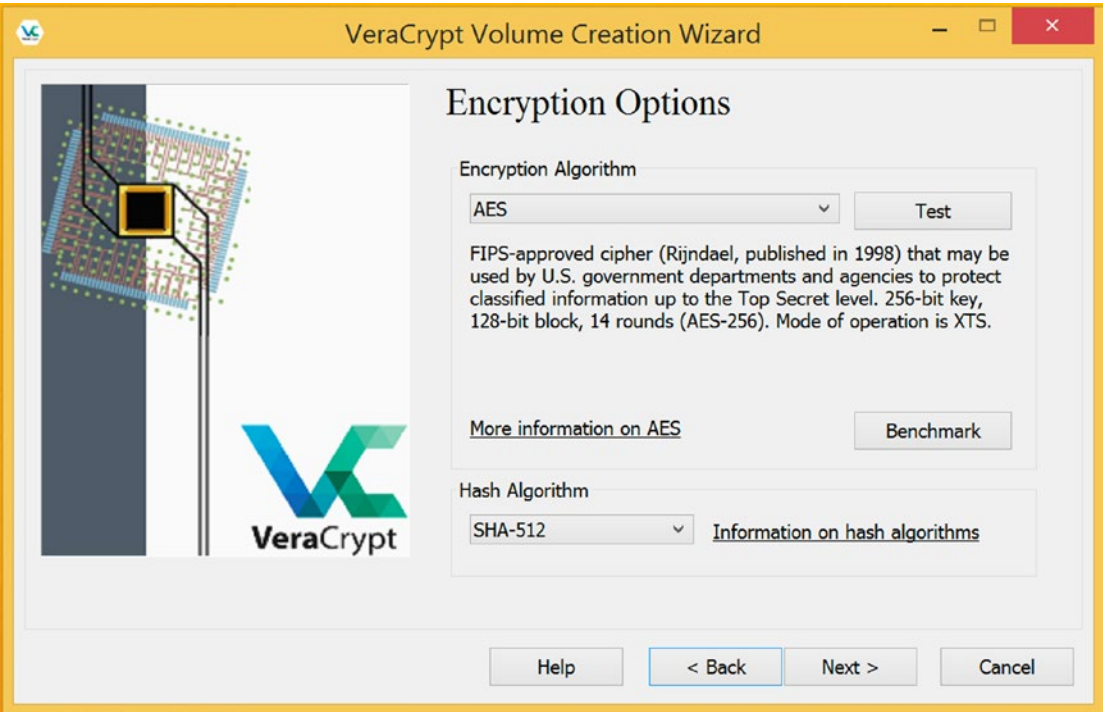 VeraCrypt Volume Creation Wizard
Encryption Options
Encryption Algorithm
AES
Test
FIPS-approved cipher (Rijndael, published in 1998) that may be
used by U.S. government departments and agencies to protect
classified information up to the Top Secret level. 256-bit key,
128-bit block, 14 rounds (AES-256). Mode of operation is XTS.
More information on AES
Benchmark
VeraCrypt
Hash Algorithm
SHA-512
Information on hash algorithms
Help
< Back
Next >
Cancel